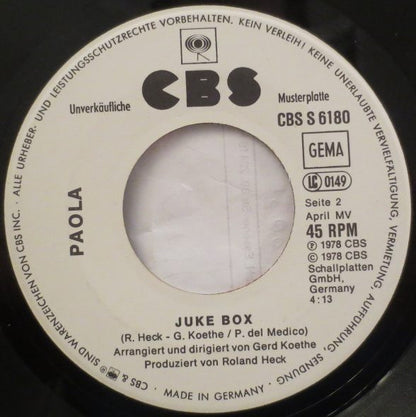 ALLE URHEBER- UND LEISTUNGSSCHUTZRECHTE VORBEHALTEN. KEIN VERLEIH! KEINE UNERLAUBTE VERVIELFÄLTIGUNG, VERMIETUNG, AUFFÜHRUNG, SENDUNG!
CBS
Unverkäufliche Musterplatte
CBS S 6180
GEMA
LC 0149
Seite 2
April MV
45 RPM
Ⓟ 1978 CBS
© 1978 CBS
Schallplatten
GmbH,
Germany
4:13
PAOLA
JUKE BOX
(R. Heck - G. Koethe / P. del Medico)
Arrangiert und dirigiert von Gerd Koethe
Produziert von Roland Heck
CBS & SIND WARENZEICHEN VON CBS INC. •
• MADE IN GERMANY •